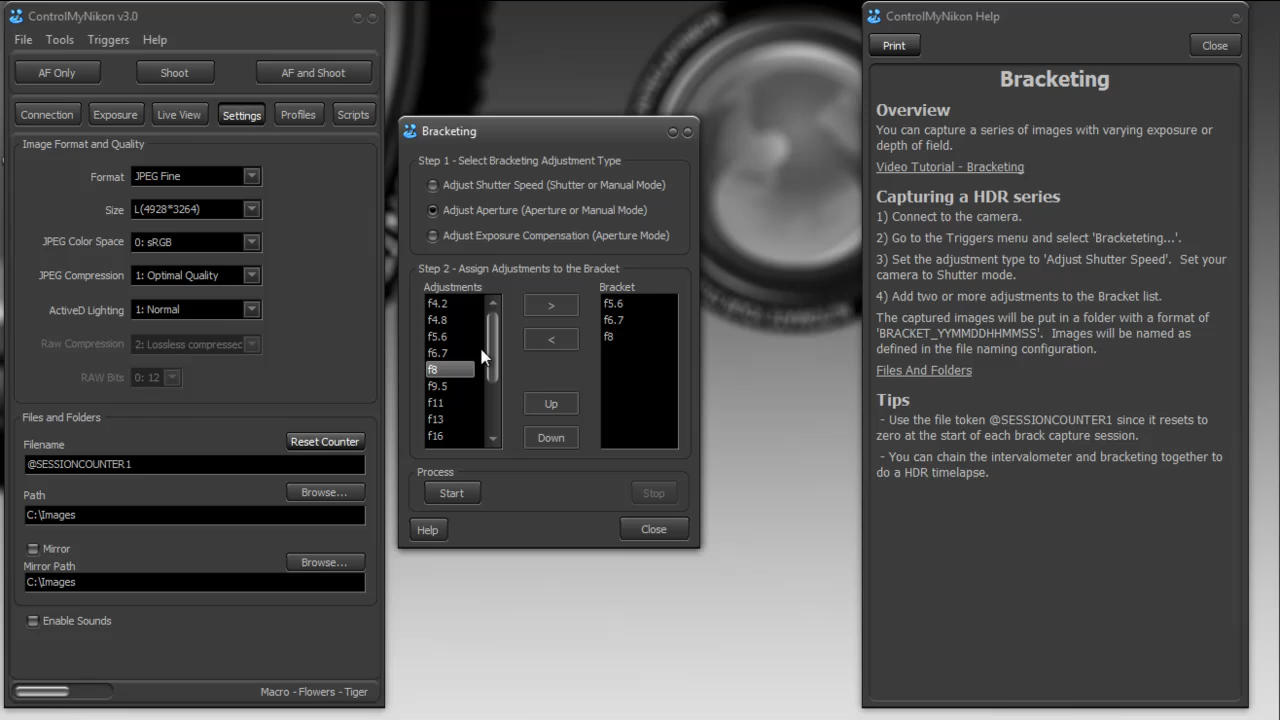 ControlMyNikon v3.0
File Tools Triggers Help
AF Only Shoot AF and Shoot
Connection Exposure Live View Settings Profiles Scripts
Image Format and Quality
Format JPEG Fine
Size L(4928*3264)
JPEG Color Space 0: sRGB
JPEG Compression 1: Optimal Quality
ActiveD Lighting 1: Normal
Raw Compression 2: Lossless compressed
RAW Bits 0: 12
Files and Folders
Filename Reset Counter
@SESSIONCOUNTER1
Path Browse...
C:\Images
Mirror
Mirror Path Browse...
C:\Images
Enable Sounds
Macro - Flowers - Tiger
Bracketing
Step 1 - Select Bracketing Adjustment Type
Adjust Shutter Speed (Shutter or Manual Mode)
Adjust Aperture (Aperture or Manual Mode)
Adjust Exposure Compensation (Aperture Mode)
Step 2 - Assign Adjustments to the Bracket
Adjustments
f4.2
f4.8
f5.6
f6.7
f8
f9.5
f11
f13
f16
>
<
Up
Down
Bracket
f5.6
f6.7
f8
Process
Start Stop
Help Close
ControlMyNikon Help
Print Close
Bracketing
Overview
You can capture a series of images with varying exposure or
depth of field.
Video Tutorial - Bracketing
Capturing a HDR series
1) Connect to the camera.
2) Go to the Triggers menu and select 'Bracketeting...'.
3) Set the adjustment type to 'Adjust Shutter Speed'. Set your
camera to Shutter mode.
4) Add two or more adjustments to the Bracket list.
The captured images will be put in a folder with a format of
'BRACKET_YYMMDDHHMMSS'. Images will be named as
defined in the file naming configuration.
Files And Folders
Tips
- Use the file token @SESSIONCOUNTER1 since it resets to
zero at the start of each brack capture session.
- You can chain the intervalometer and bracketing together to
do a HDR timelapse.